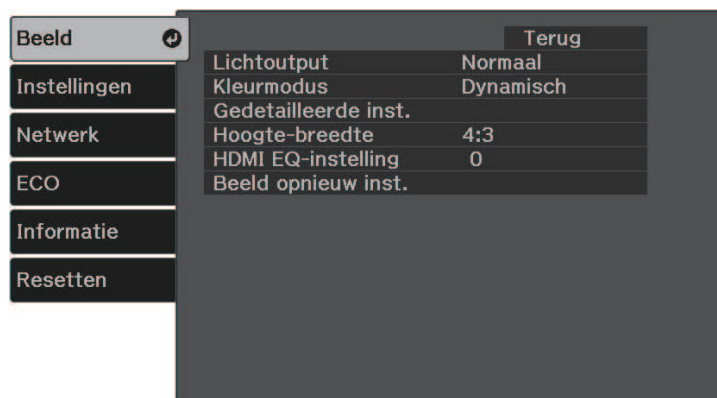 Beeld
Instellingen
Netwerk
ECO
Informatie
Resetten
Terug
Lichtoutput Normaal
Kleurmodus Dynamisch
Gedetailleerde inst.
Hoogte-breedte 4:3
HDMI EQ-instelling 0
Beeld opnieuw inst.